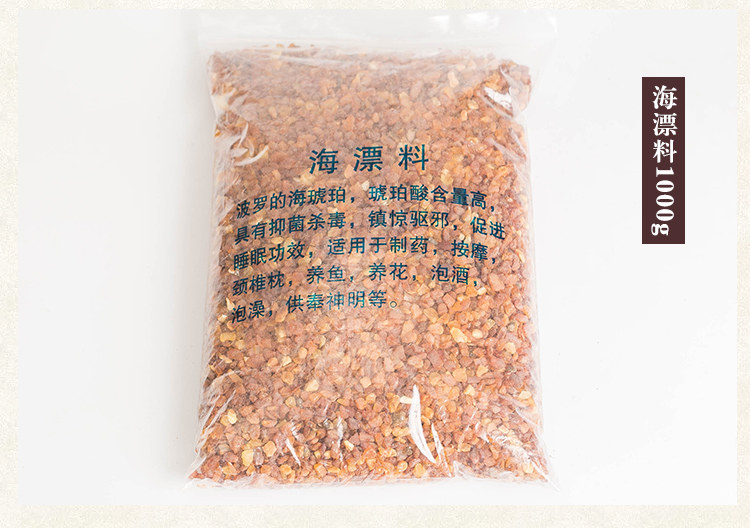 海漂料
波罗的海琥珀，琥珀酸含量高，
具有抑菌杀毒，镇惊驱邪，促进
睡眠功效，适用于制药，按摩，
颈椎枕，养鱼，养花，泡酒，
泡澡，供奉神明等。
海漂料1000g